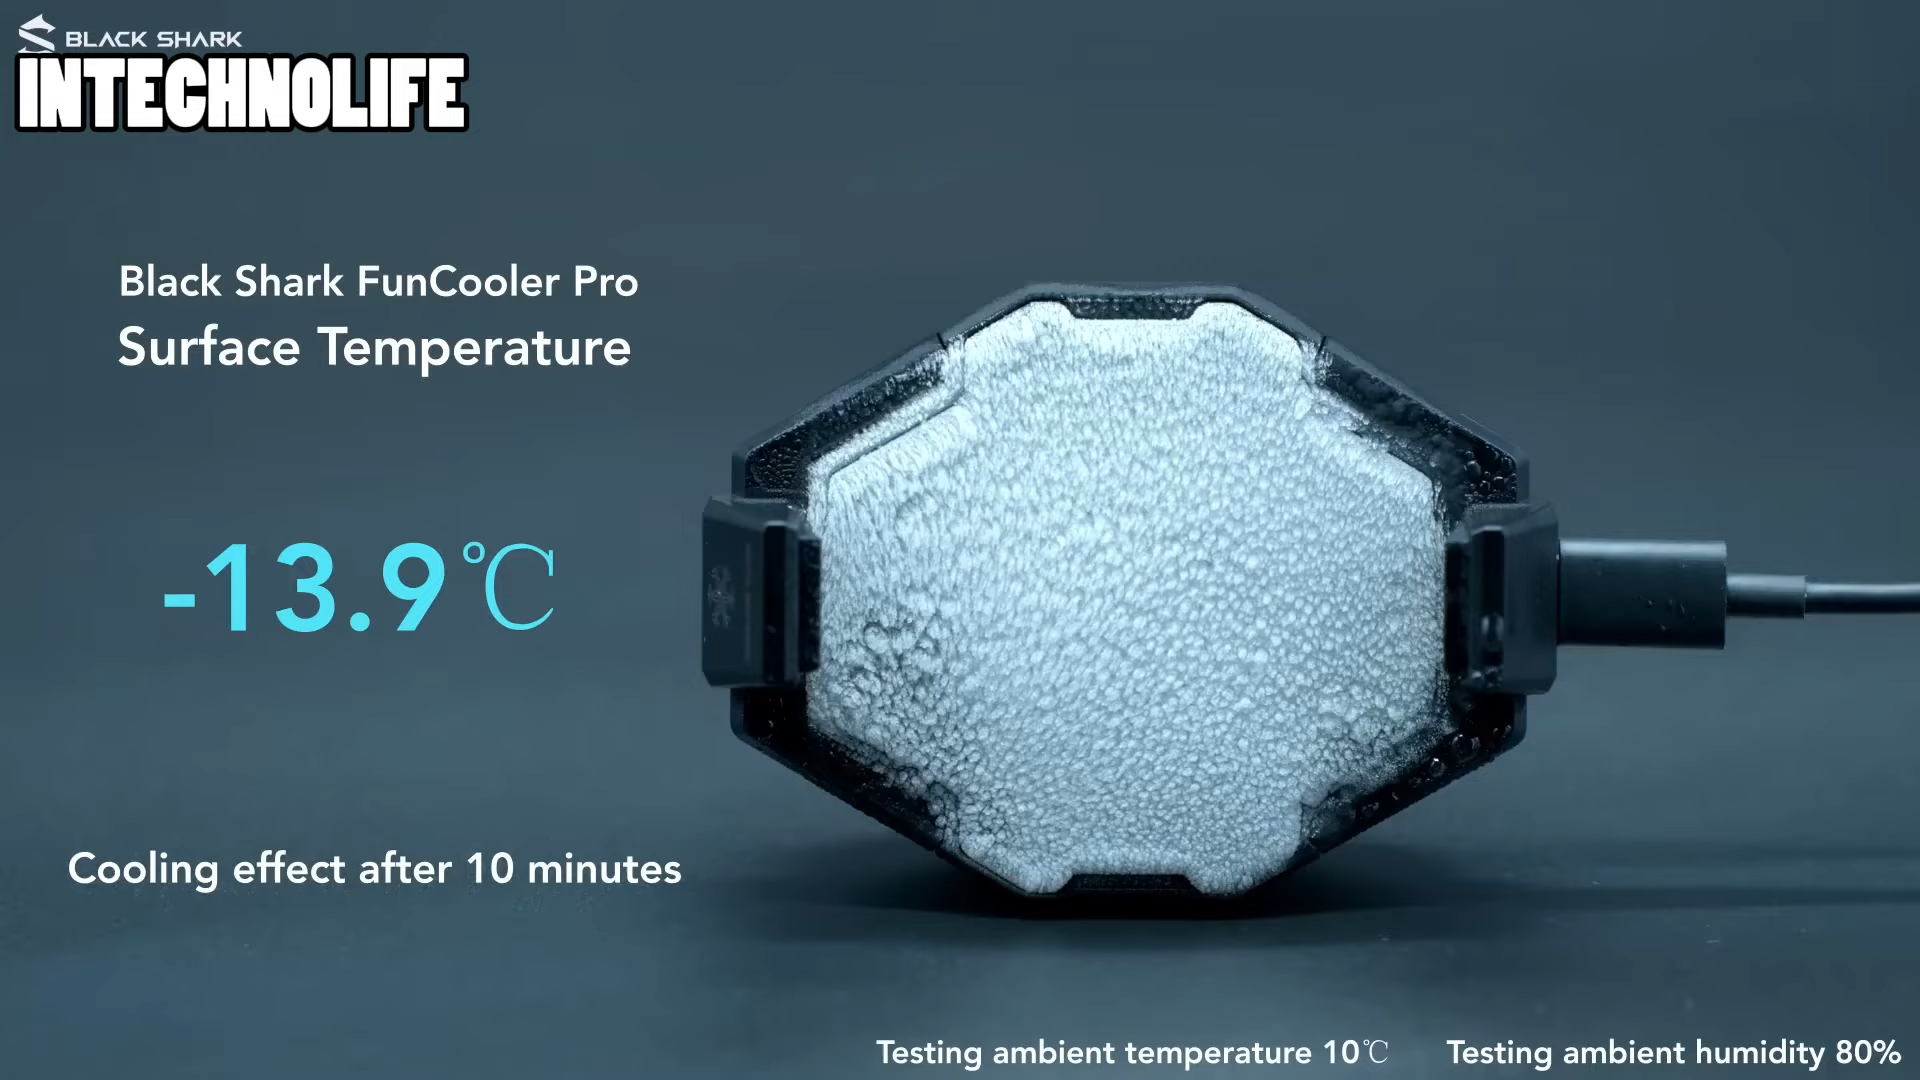 BLACK SHARK
INTECHNOLIFE
Black Shark FunCooler Pro
Surface Temperature
-13.9℃
Cooling effect after 10 minutes
Testing ambient temperature 10℃
Testing ambient humidity 80%